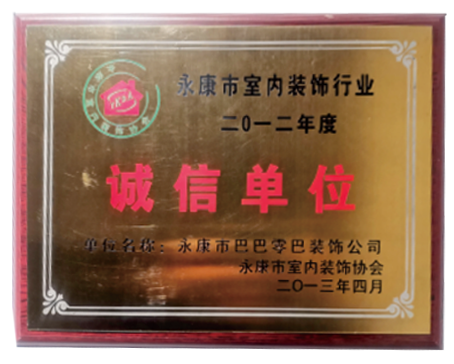 永康市室内装饰行业
二0一二年度
诚信单位
单位名称：永康市巴巴零巴装饰公司
永康市室内装饰协会
二〇一三年四月